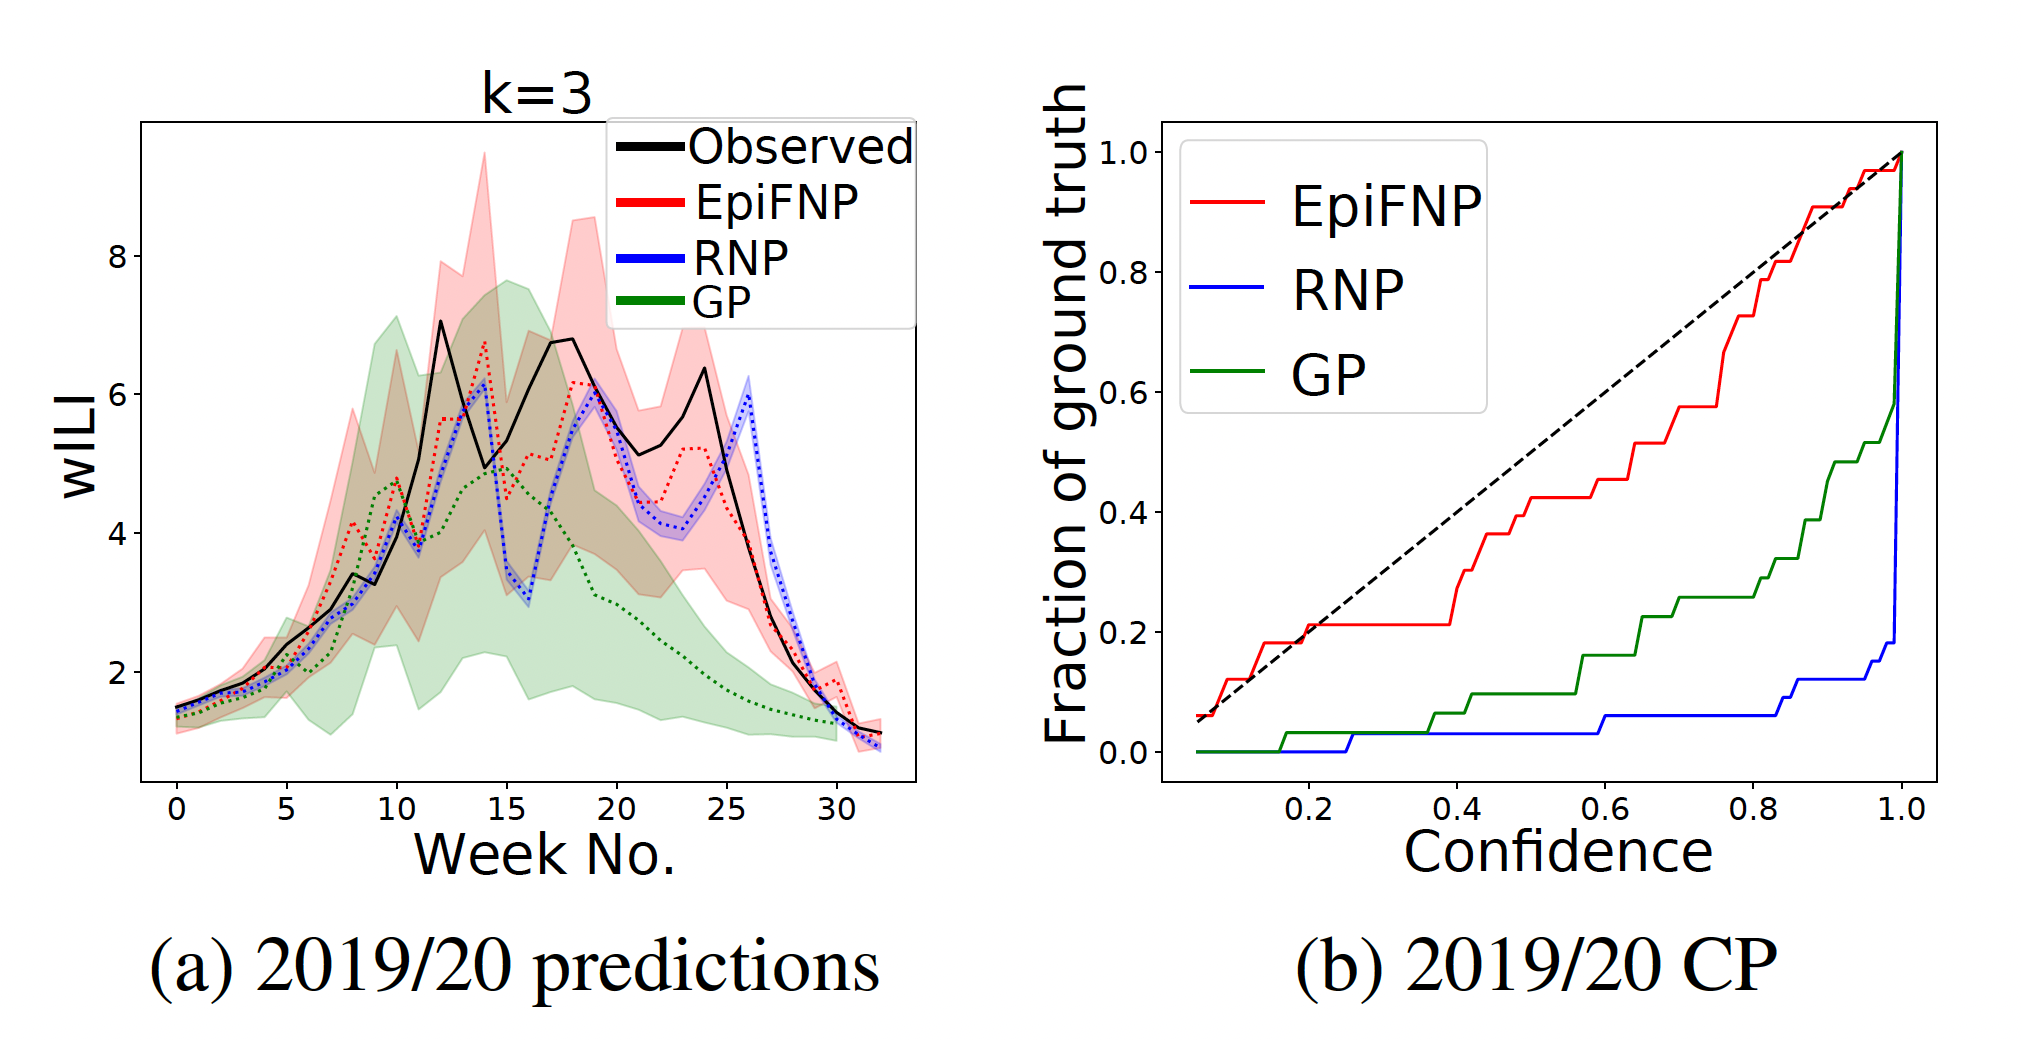 k=3
Observed
EpiFNP
RNP
GP
wILI
8
6
4
2
0 5 10 15 20 25 30
Week No.
(a) 2019/20 predictions
EpiFNP
RNP
GP
Fraction of ground truth
1.0
0.8
0.6
0.4
0.2
0.0
0.2 0.4 0.6 0.8 1.0
Confidence
(b) 2019/20 CP